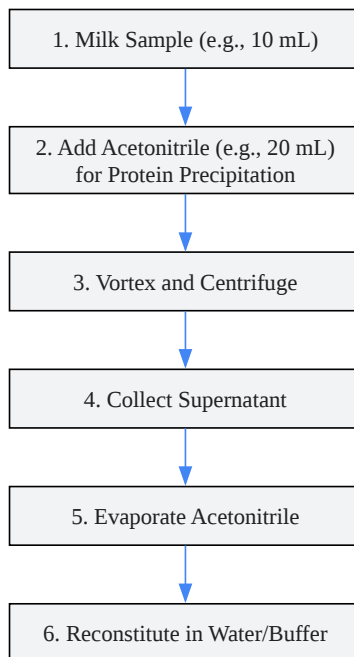 1. Milk Sample (e.g., 10 mL)
2. Add Acetonitrile (e.g., 20 mL)
for Protein Precipitation
3. Vortex and Centrifuge
4. Collect Supernatant
5. Evaporate Acetonitrile
6. Reconstitute in Water/Buffer